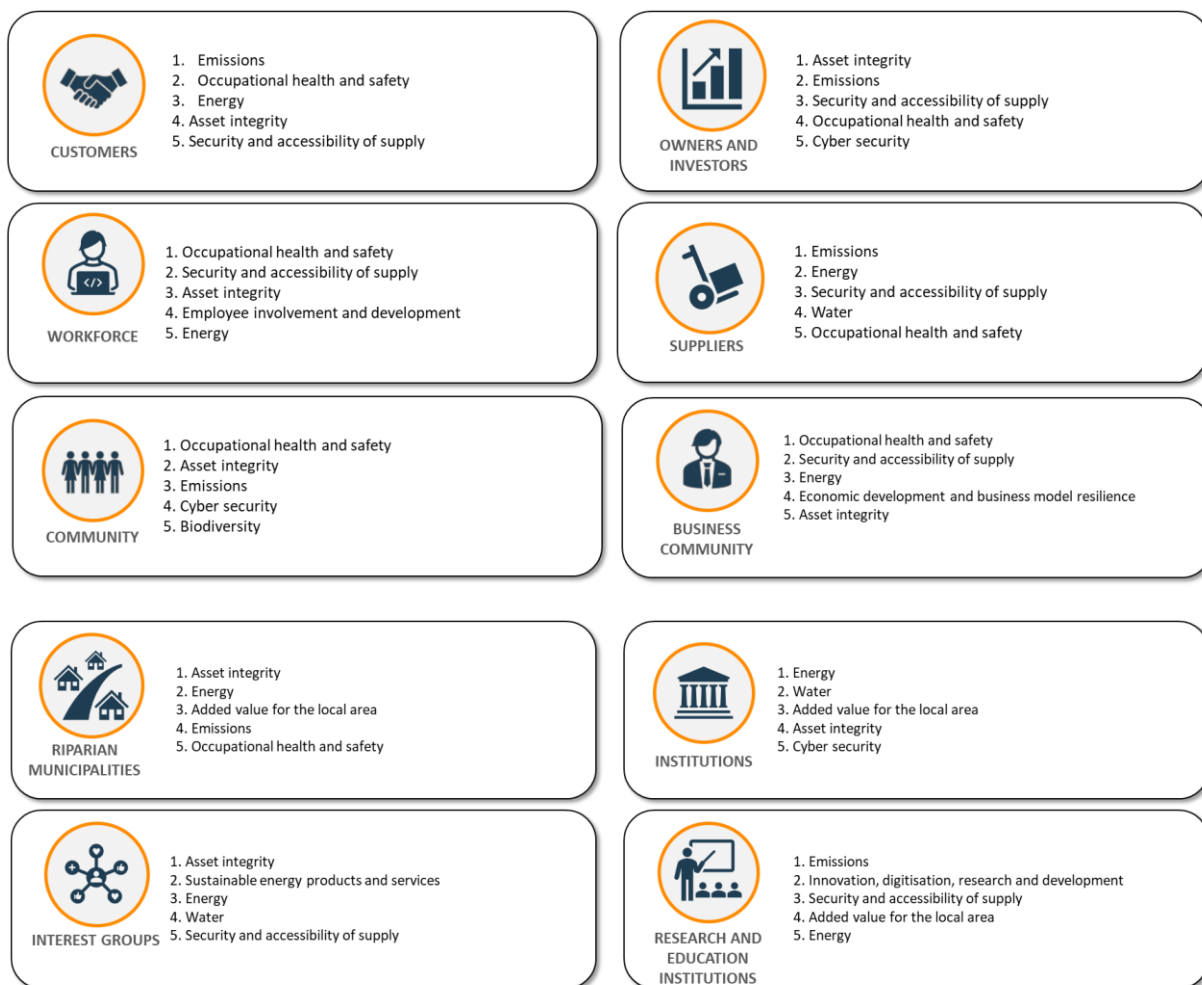 1. Emissions
2. Occupational health and safety
3. Energy
4. Asset integrity
5. Security and accessibility of supply
CUSTOMERS
1. Asset integrity
2. Emissions
3. Security and accessibility of supply
4. Occupational health and safety
5. Cyber security
OWNERS AND
INVESTORS
1. Occupational health and safety
2. Security and accessibility of supply
3. Asset integrity
4. Employee involvement and development
5. Energy
WORKFORCE
</>
1. Emissions
2. Energy
3. Security and accessibility of supply
4. Water
5. Occupational health and safety
SUPPLIERS
1. Occupational health and safety
2. Asset integrity
3. Emissions
4. Cyber security
5. Biodiversity
COMMUNITY
1. Occupational health and safety
2. Security and accessibility of supply
3. Energy
4. Economic development and business model resilience
5. Asset integrity
BUSINESS
COMMUNITY
1. Asset integrity
2. Energy
3. Added value for the local area
4. Emissions
5. Occupational health and safety
RIPARIAN
MUNICIPALITIES
1. Energy
2. Water
3. Added value for the local area
4. Asset integrity
5. Cyber security
INSTITUTIONS
1. Asset integrity
2. Sustainable energy products and services
3. Energy
4. Water
5. Security and accessibility of supply
INTEREST GROUPS
1. Emissions
2. Innovation, digitisation, research and development
3. Security and accessibility of supply
4. Added value for the local area
5. Energy
RESEARCH AND
EDUCATION
INSTITUTIONS